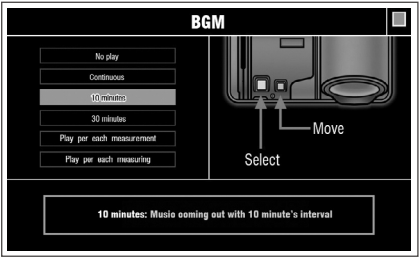 BGM
No play
Continuous
10 minutes
30 minutes
Play per each measurement
Play per each measuring
Move
Select
10 minutes: Music coming out with 10 minute's interval